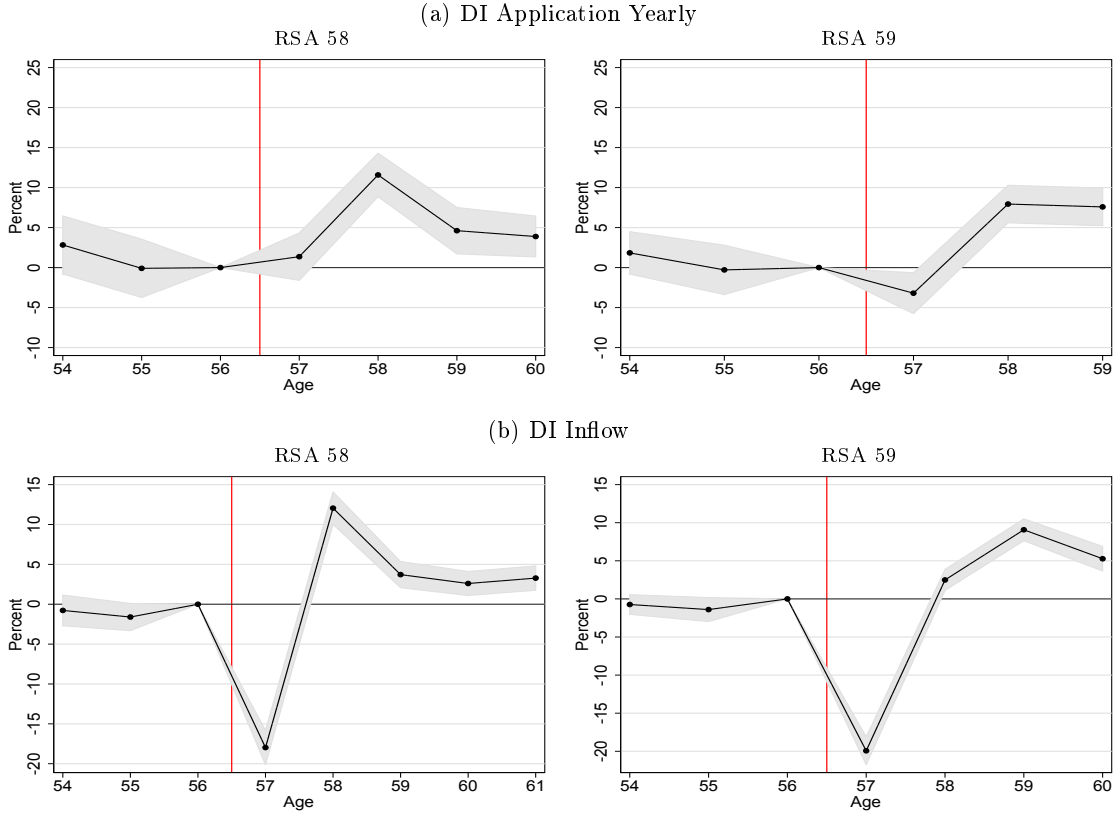 (a) DI Application Yearly
RSA 58
RSA 59
25
20
15
10
5
0
-5
-10
Percent
54 55 56 57 58 59 60
Age
25
20
15
10
5
0
-5
-10
Percent
54 55 56 57 58 59
Age
(b) DI Inflow
RSA 58
RSA 59
15
10
5
0
-5
-10
-15
-20
Percent
54 55 56 57 58 59 60 61
Age
15
10
5
0
-5
-10
-15
-20
Percent
54 55 56 57 58 59 60
Age